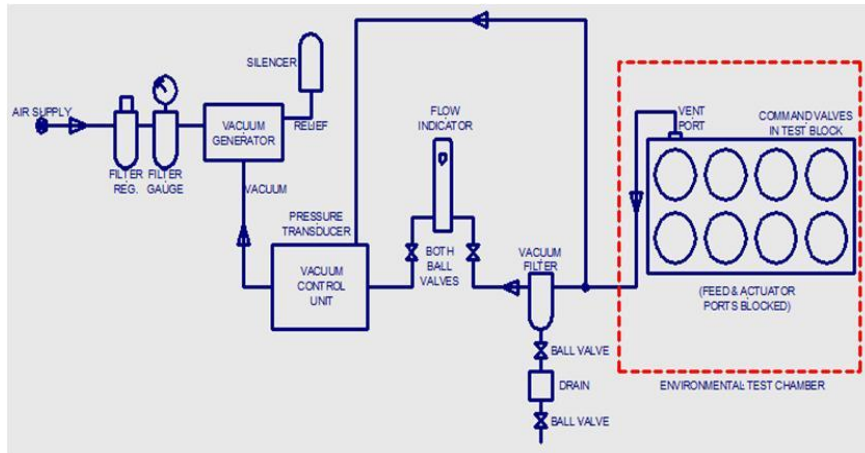 SILENCER
AIR SUPPLY
VACUUM
GENERATOR
RELIEF
FILTER
REG.
FILTER
GAUGE
VACUUM
FLOW
INDICATOR
PRESSURE
TRANSDUCER
VACUUM
CONTROL
UNIT
BOTH
BALL
VALVES
VACUUM
FILTER
BALL VALVE
DRAIN
BALL VALVE
VENT
PORT
COMMAND VALVES
IN TEST BLOCK
(FEED & ACTUATOR
PORTS BLOCKED)
ENVIRONMENTAL TEST CHAMBER